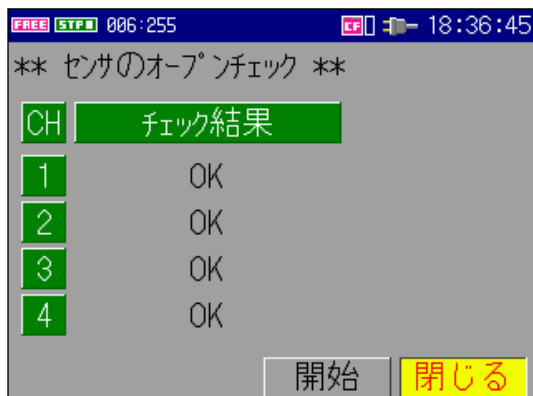 FREE STPD 006:255 CF 18:36:45
** センサのオープンチェック **
CH チェック結果
1 OK
2 OK
3 OK
4 OK
開始 閉じる